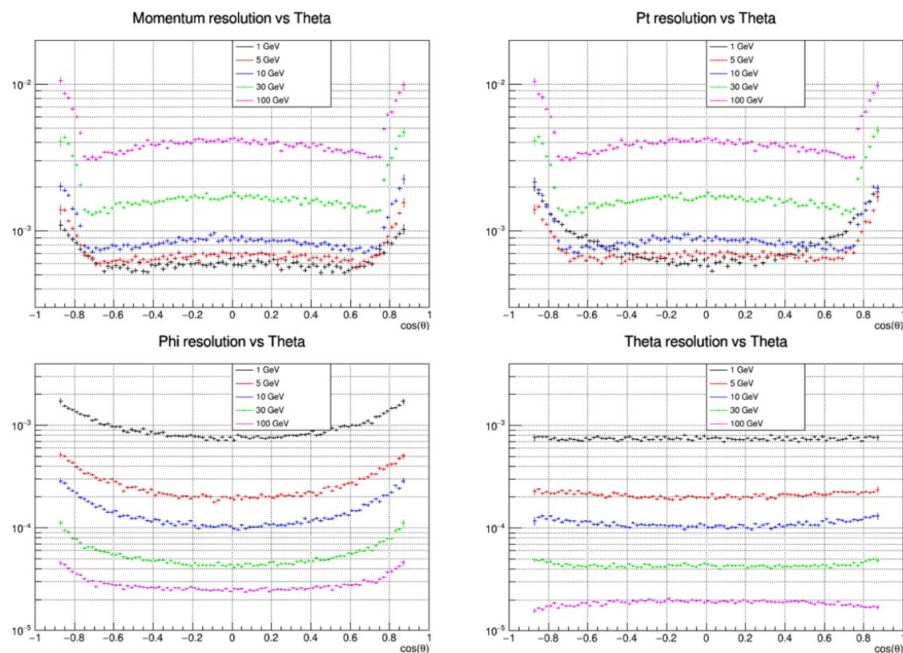 Momentum resolution vs Theta
1 GeV
5 GeV
10 GeV
30 GeV
100 GeV
10⁻²
10⁻³
-1 -0.8 -0.6 -0.4 -0.2 0 0.2 0.4 0.6 0.8 1
cos(θ)
Pt resolution vs Theta
1 GeV
5 GeV
10 GeV
30 GeV
100 GeV
10⁻²
10⁻³
-1 -0.8 -0.6 -0.4 -0.2 0 0.2 0.4 0.6 0.8 1
cos(θ)
Phi resolution vs Theta
1 GeV
5 GeV
10 GeV
30 GeV
100 GeV
10⁻³
10⁻⁴
10⁻⁵
-1 -0.8 -0.6 -0.4 -0.2 0 0.2 0.4 0.6 0.8 1
cos(θ)
Theta resolution vs Theta
1 GeV
5 GeV
10 GeV
30 GeV
100 GeV
10⁻³
10⁻⁴
10⁻⁵
-1 -0.8 -0.6 -0.4 -0.2 0 0.2 0.4 0.6 0.8 1
cos(θ)